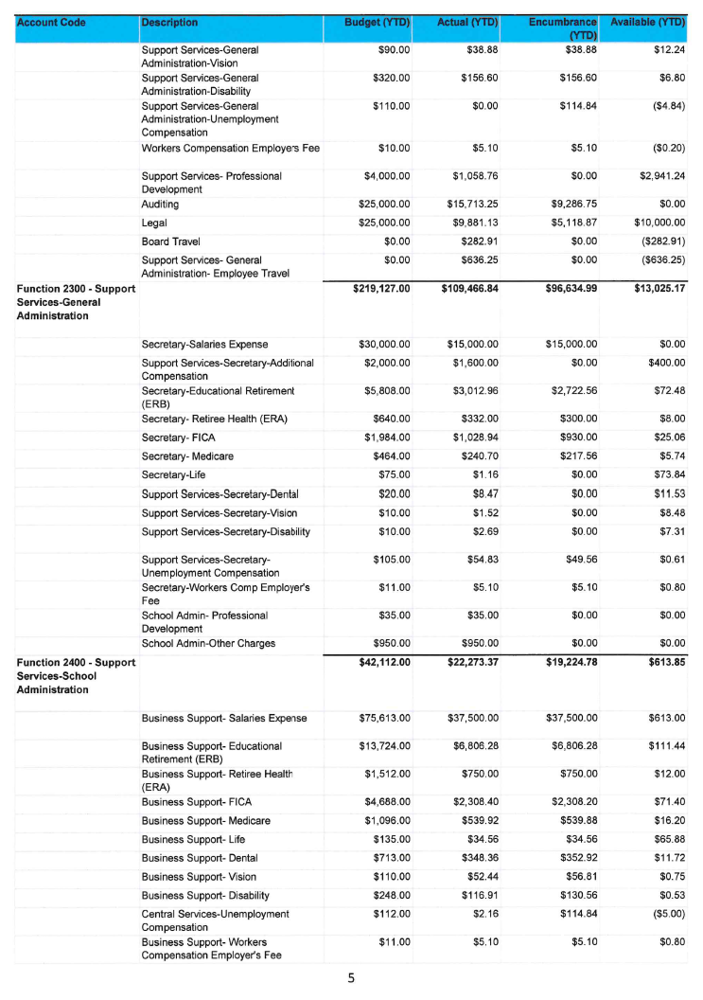 Account Code Description Budget (YTD) Actual (YTD) Encumbrance (YTD) Available (YTD)
Support Services-General $90.00 $38.88 $38.88 $12.24
Administration-Vision
Support Services-General $320.00 $156.60 $156.60 $6.80
Administration-Disability
Support Services-General $110.00 $0.00 $114.84 ($4.84)
Administration-Unemployment
Compensation
Workers Compensation Employers Fee $10.00 $5.10 $5.10 ($0.20)
Support Services- Professional $4,000.00 $1,058.76 $0.00 $2,941.24
Development
Auditing $25,000.00 $15,713.25 $9,286.75 $0.00
Legal $25,000.00 $9,881.13 $5,118.87 $10,000.00
Board Travel $0.00 $282.91 $0.00 ($282.91)
Support Services- General $0.00 $636.25 $0.00 ($636.25)
Administration- Employee Travel
Function 2300 - Support $219,127.00 $109,466.84 $96,634.99 $13,025.17
Services-General
Administration
Secretary-Salaries Expense $30,000.00 $15,000.00 $15,000.00 $0.00
Support Services-Secretary-Additional $2,000.00 $1,600.00 $0.00 $400.00
Compensation
Secretary-Educational Retirement $5,808.00 $3,012.96 $2,722.56 $72.48
(ERB)
Secretary- Retiree Health (ERA) $640.00 $332.00 $300.00 $8.00
Secretary- FICA $1,984.00 $1,028.94 $930.00 $25.06
Secretary- Medicare $464.00 $240.70 $217.56 $5.74
Secretary-Life $75.00 $1.16 $0.00 $73.84
Support Services-Secretary-Dental $20.00 $8.47 $0.00 $11.53
Support Services-Secretary-Vision $10.00 $1.52 $0.00 $8.48
Support Services-Secretary-Disability $10.00 $2.69 $0.00 $7.31
Support Services-Secretary- $105.00 $54.83 $49.56 $0.61
Unemployment Compensation
Secretary-Workers Comp Employer's $11.00 $5.10 $5.10 $0.80
Fee
School Admin- Professional $35.00 $35.00 $0.00 $0.00
Development
School Admin-Other Charges $950.00 $950.00 $0.00 $0.00
Function 2400 - Support $42,112.00 $22,273.37 $19,224.78 $613.85
Services-School
Administration
Business Support- Salaries Expense $75,613.00 $37,500.00 $37,500.00 $613.00
Business Support- Educational $13,724.00 $6,806.28 $6,806.28 $111.44
Retirement (ERB)
Business Support- Retiree Health $1,512.00 $750.00 $750.00 $12.00
(ERA)
Business Support- FICA $4,688.00 $2,308.40 $2,308.20 $71.40
Business Support- Medicare $1,096.00 $539.92 $539.88 $16.20
Business Support- Life $135.00 $34.56 $34.56 $65.88
Business Support- Dental $713.00 $348.36 $352.92 $11.72
Business Support- Vision $110.00 $52.44 $56.81 $0.75
Business Support- Disability $248.00 $116.91 $130.56 $0.53
Central Services-Unemployment $112.00 $2.16 $114.84 ($5.00)
Compensation
Business Support- Workers $11.00 $5.10 $5.10 $0.80
Compensation Employer's Fee
5